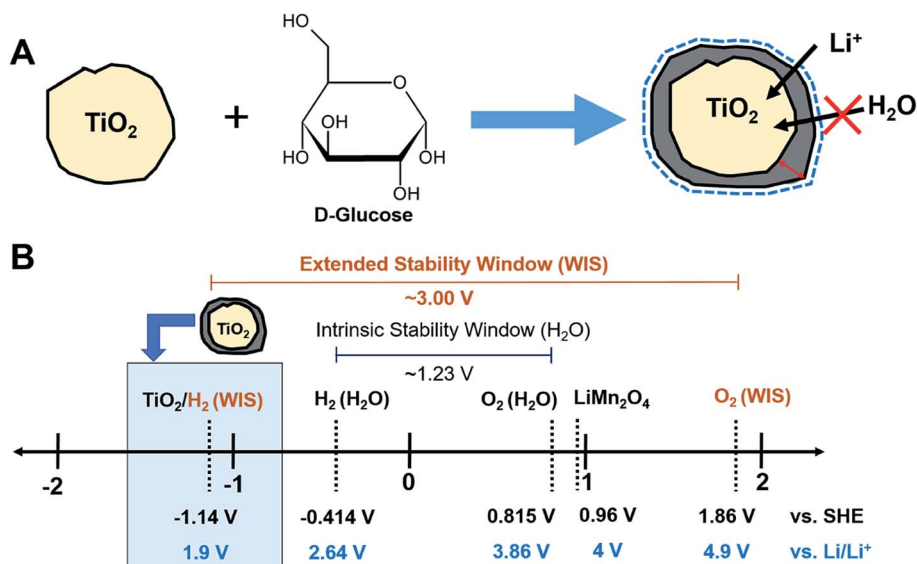 A
TiO2
+
HO
O
OH
HO
OH
OH
D-Glucose
TiO2
Li+
H2O
B
Extended Stability Window (WIS)
~3.00 V
TiO2
Intrinsic Stability Window (H2O)
~1.23 V
TiO2/H2 (WIS)
H2 (H2O)
O2 (H2O)
LiMn2O4
O2 (WIS)
-2
-1
0
1
2
-1.14 V
-0.414 V
0.815 V
0.96 V
1.86 V
vs. SHE
1.9 V
2.64 V
3.86 V
4 V
4.9 V
vs. Li/Li+